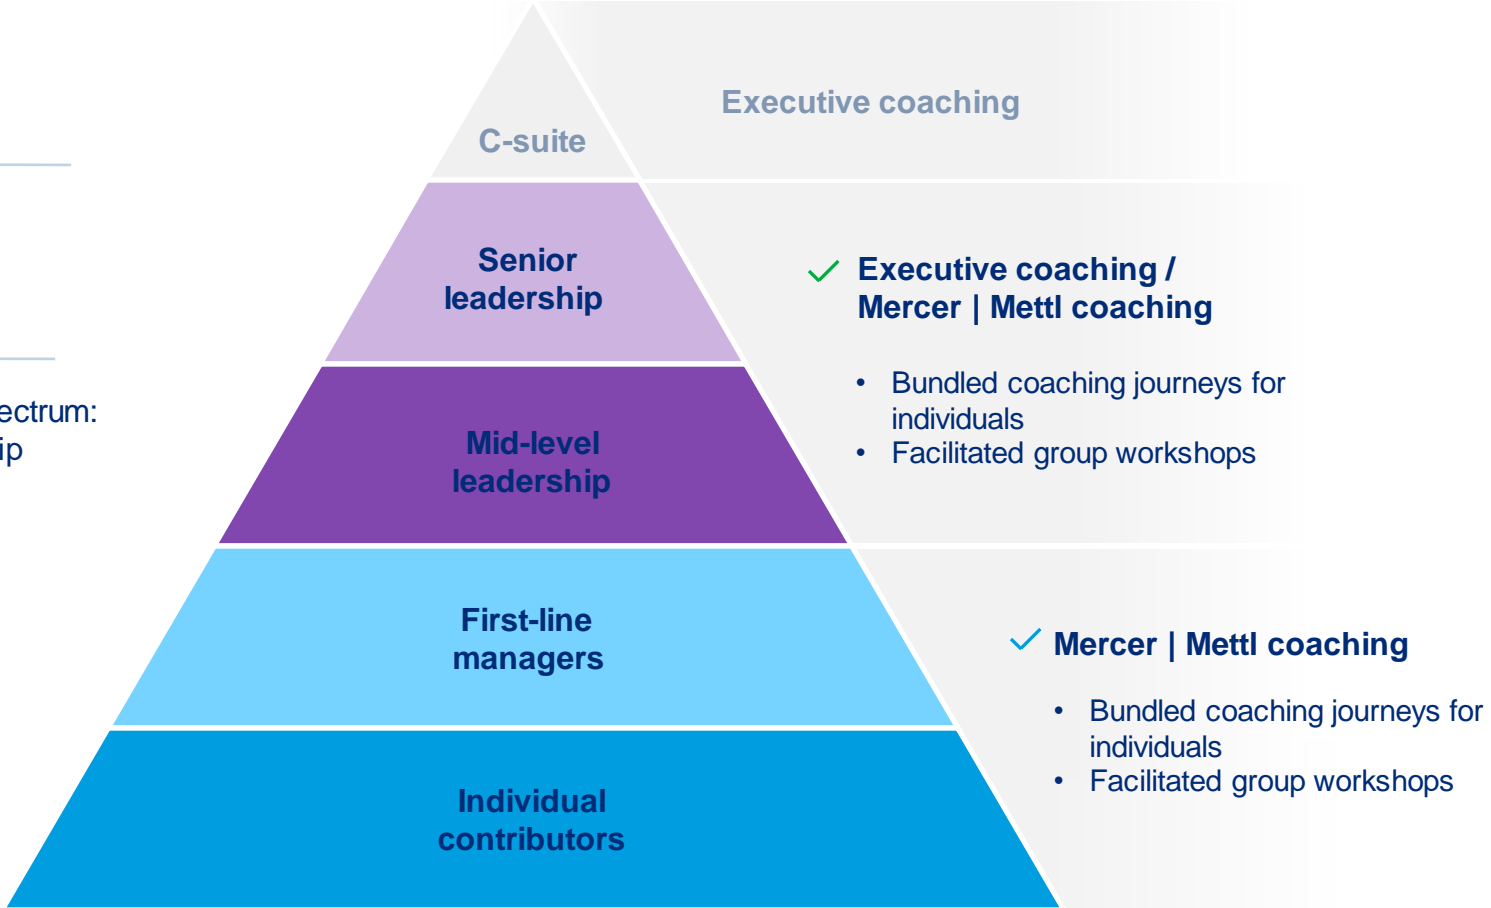 Executive coaching
C-suite
Senior
leadership
Executive coaching /
Mercer | Mettl coaching
• Bundled coaching journeys for
individuals
• Facilitated group workshops
ectrum:
ip
Mid-level
leadership
First-line
managers
Mercer | Mettl coaching
• Bundled coaching journeys for
individuals
• Facilitated group workshops
Individual
contributors